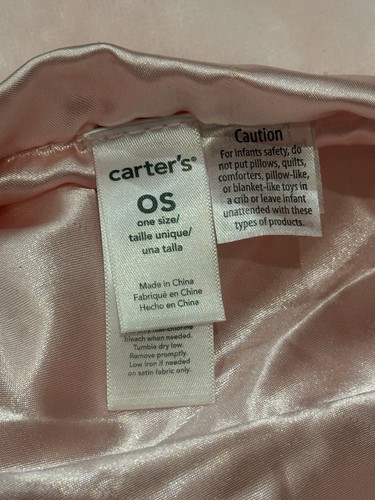 carter's®
OS
one size/
taille unique/
una talla
Made in China
Fabriqué en Chine
Hecho en China
bleach when needed.
Tumble dry low.
Remove promptly.
Low iron if needed
on satin fabric only.
Caution
For infants safety, do
not put pillows, quilts,
comforters, pillow-like,
or blanket-like toys in
a crib or leave infant
unattended with these
types of products.